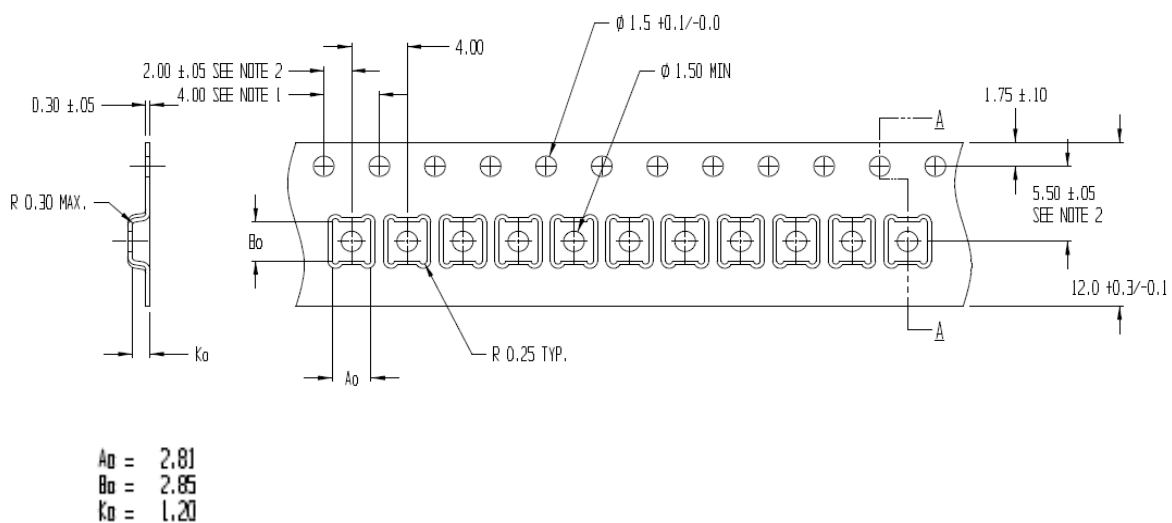 ϕ 1.5 +0.1/-0.0
4.00
2.00 ±.05 SEE NOTE 2
ϕ 1.50 MIN
4.00 SEE NOTE 1
0.30 ±.05
1.75 ±.10
A
R 0.30 MAX.
5.50 ±.05
SEE NOTE 2
Bo
12.0 +0.3/-0.1
A
Ko
R 0.25 TYP.
Ao
Ao = 2.81
Bo = 2.85
Ko = 1.20